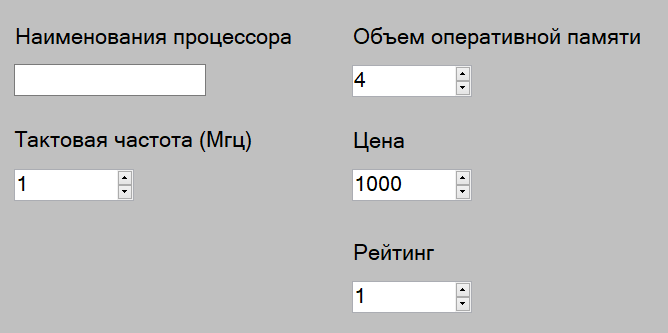 Наименования процессора
Объем оперативной памяти
4
Тактовая частота (Мгц)
1
Цена
1000
Рейтинг
1